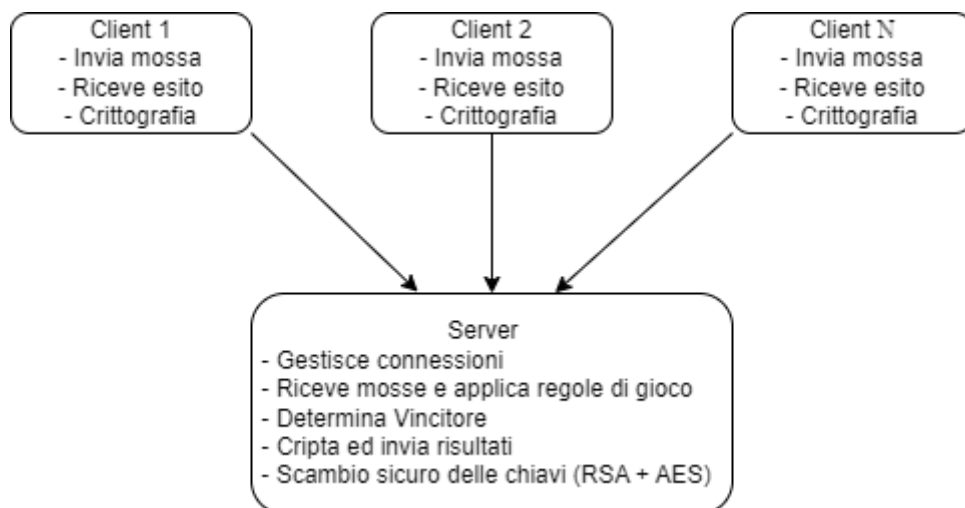 Client 1
- Invia mossa
- Riceve esito
- Crittografia
Client 2
- Invia mossa
- Riceve esito
- Crittografia
Client N
- Invia mossa
- Riceve esito
- Crittografia
Server
- Gestisce connessioni
- Riceve mosse e applica regole di gioco
- Determina Vincitore
- Cripta ed invia risultati
- Scambio sicuro delle chiavi (RSA + AES)